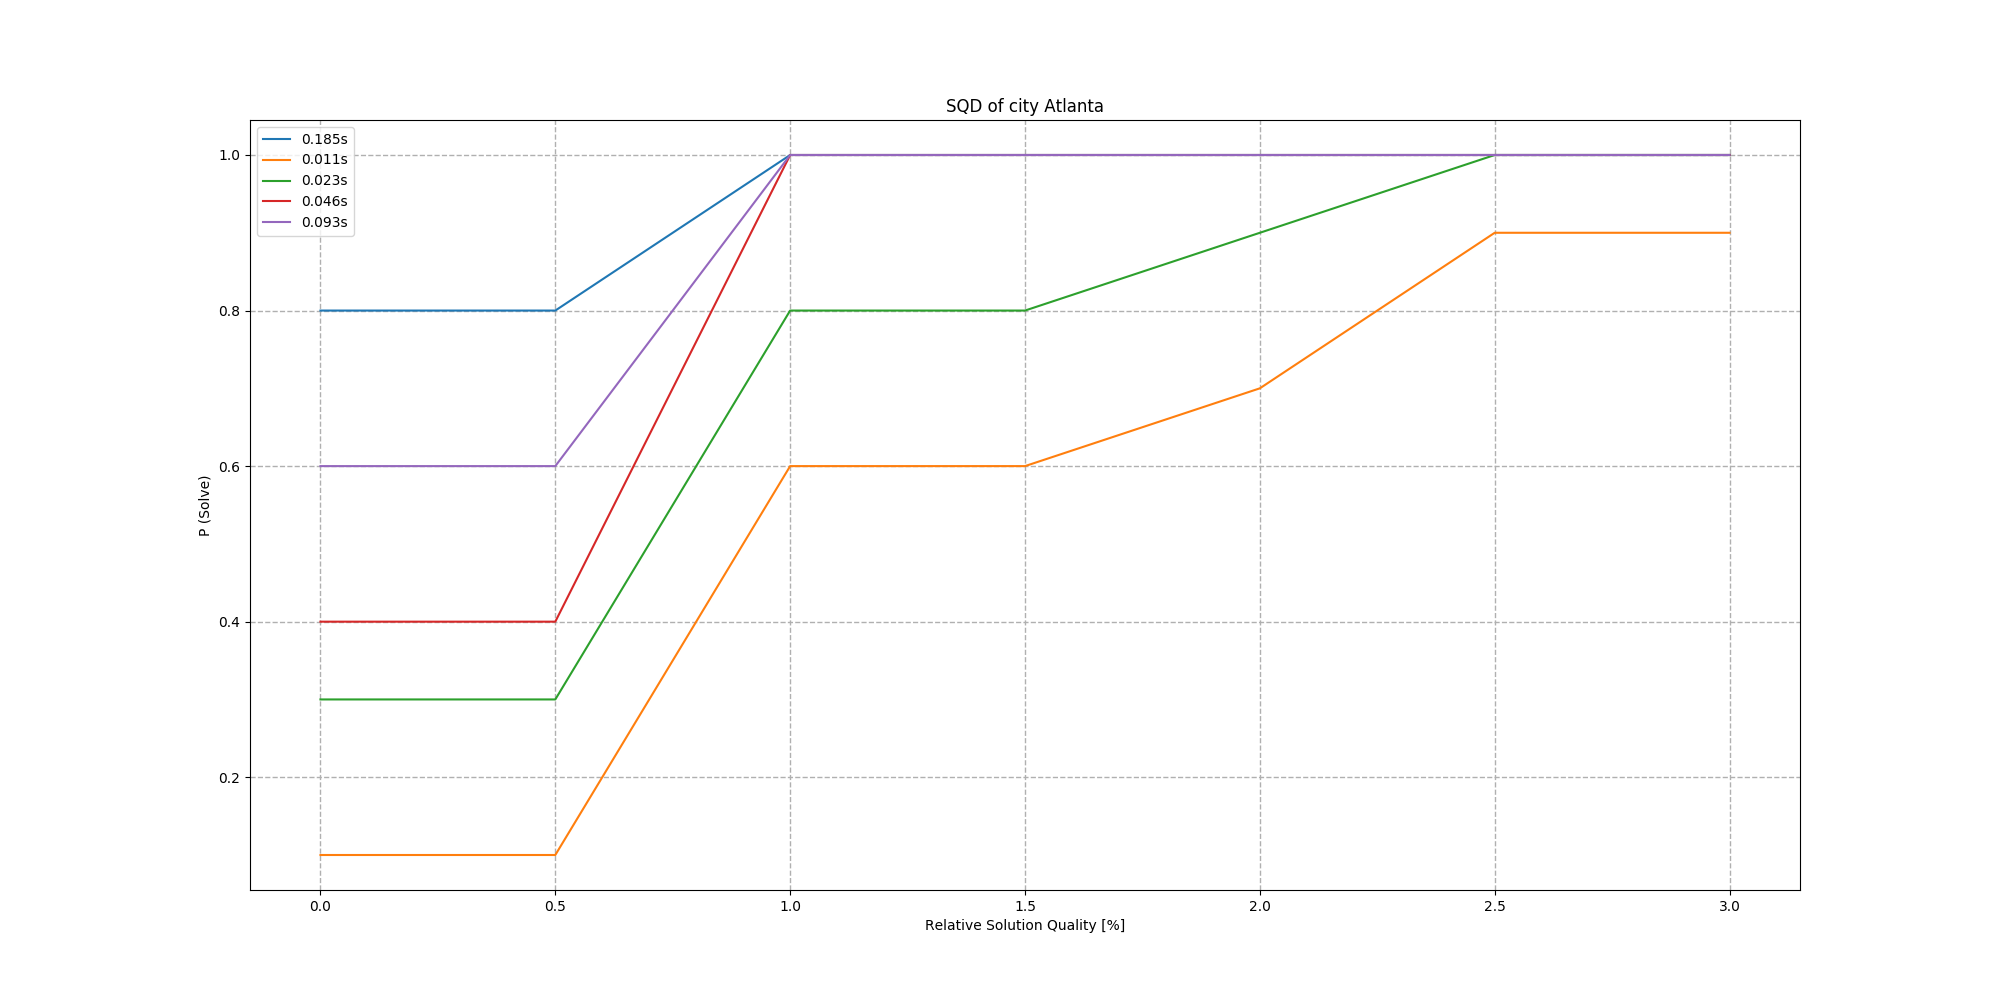 SQD of city Atlanta
0.185s
0.011s
0.023s
0.046s
0.093s
1.0
0.8
0.6
0.4
0.2
P (Solve)
0.0 0.5 1.0 1.5 2.0 2.5 3.0
Relative Solution Quality [%]